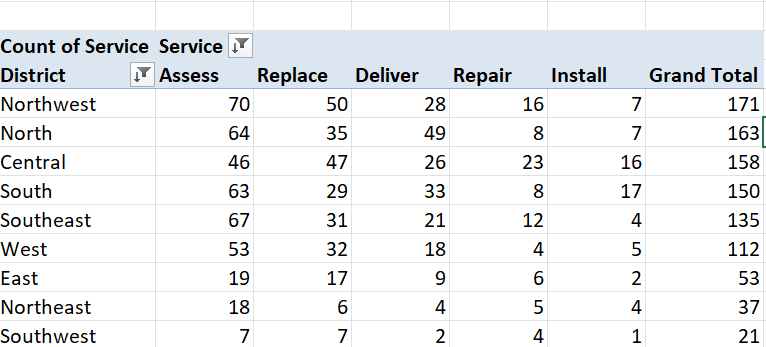 Count of Service Service
District Assess Replace Deliver Repair Install Grand Total
Northwest 70 50 28 16 7 171
North 64 35 49 8 7 163
Central 46 47 26 23 16 158
South 63 29 33 8 17 150
Southeast 67 31 21 12 4 135
West 53 32 18 4 5 112
East 19 17 9 6 2 53
Northeast 18 6 4 5 4 37
Southwest 7 7 2 4 1 21